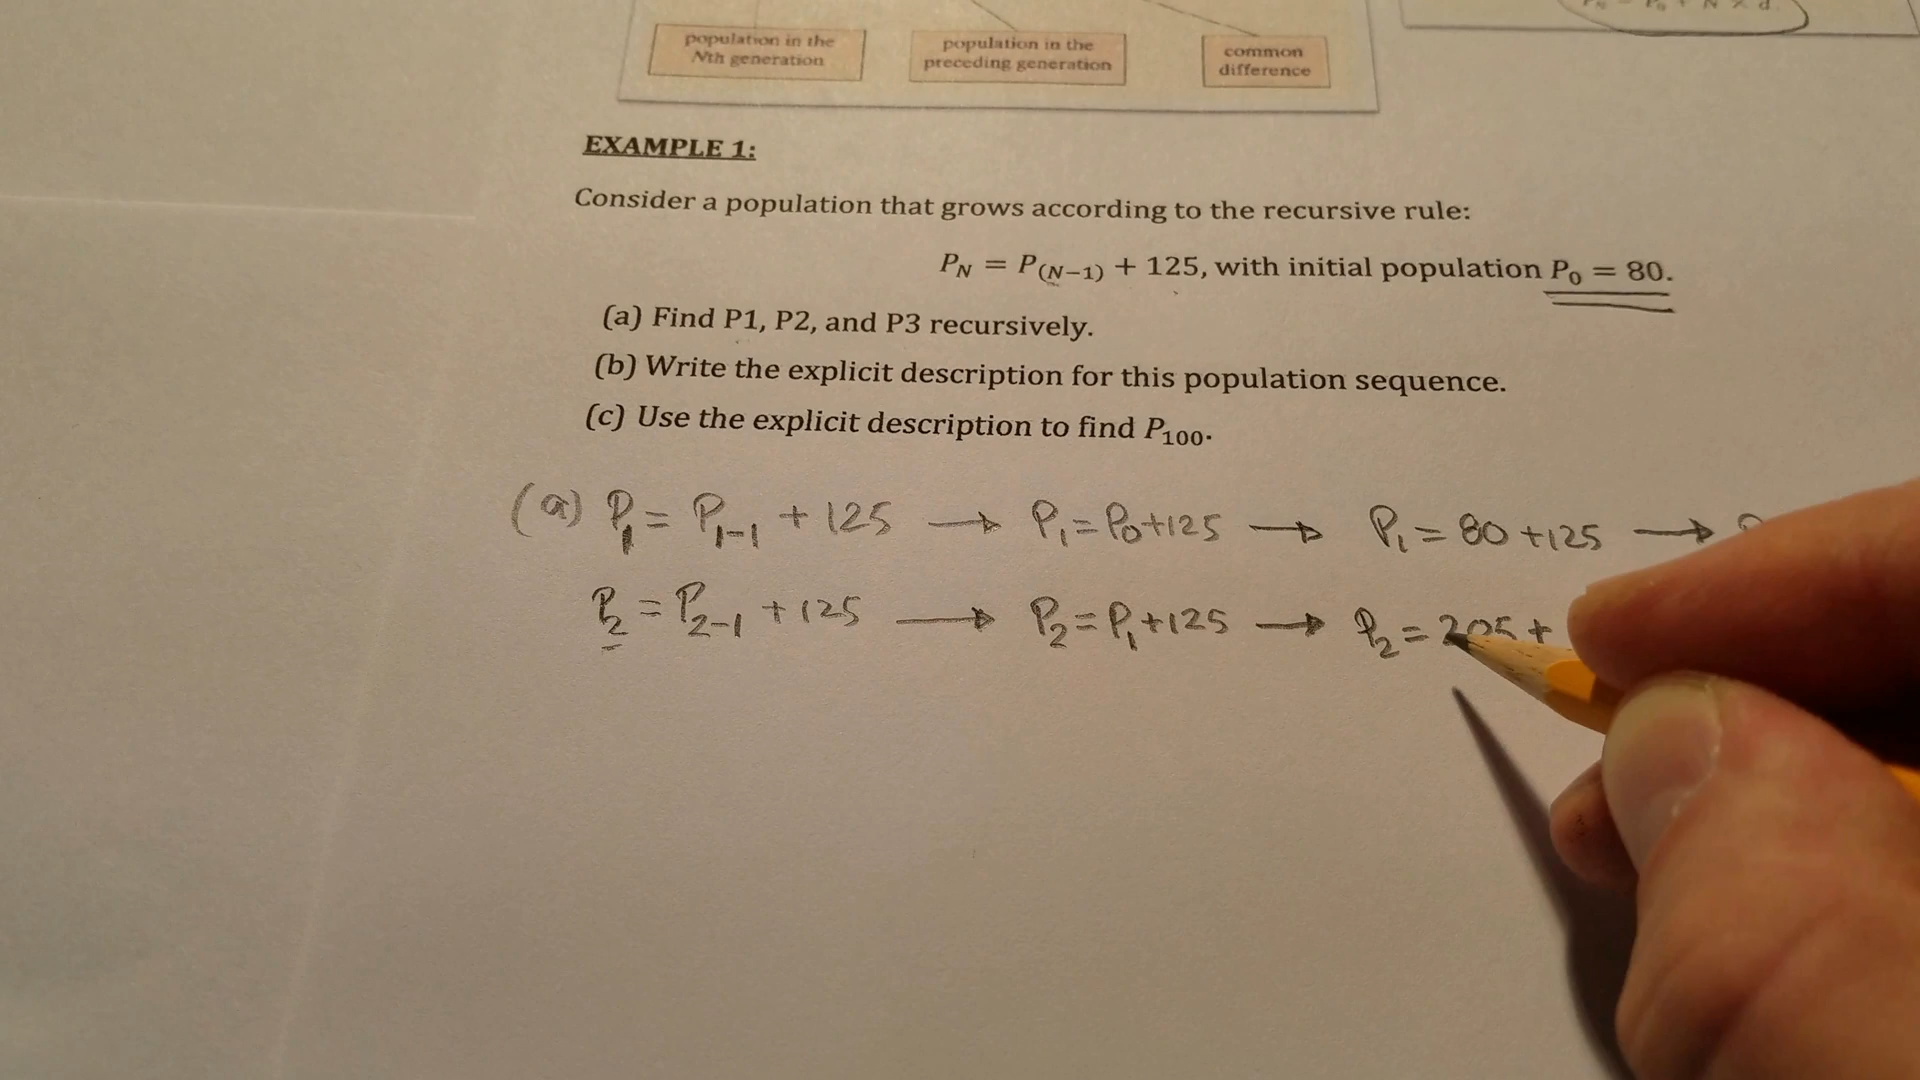 P_N = P_0 + N × d
population in the
Nth generation
population in the
preceding generation
common
difference
EXAMPLE 1:
Consider a population that grows according to the recursive rule:
P_N = P_(N−1) + 125, with initial population P_0 = 80.
(a) Find P1, P2, and P3 recursively.
(b) Write the explicit description for this population sequence.
(c) Use the explicit description to find P_100.
(a) P_1 = P_1-1 + 125 → P_1 = P_0 + 125 → P_1 = 80 + 125 →
P_2 = P_2-1 + 125 → P_2 = P_1 + 125 → P_2 = 205 +